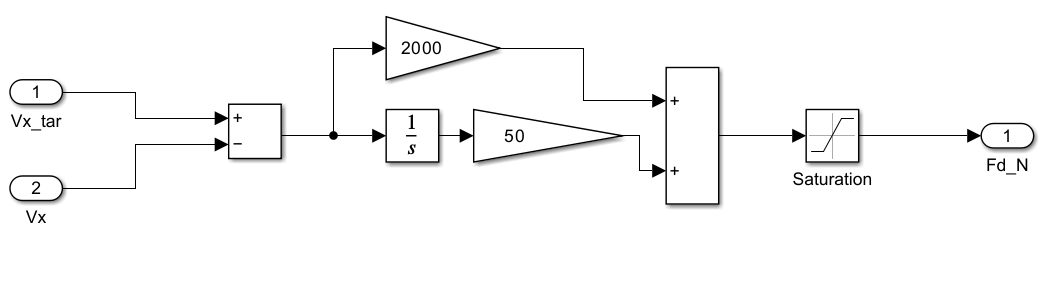 2000
1
Vx_tar
+
−
1
s
50
+
+
Saturation
1
Fd_N
2
Vx